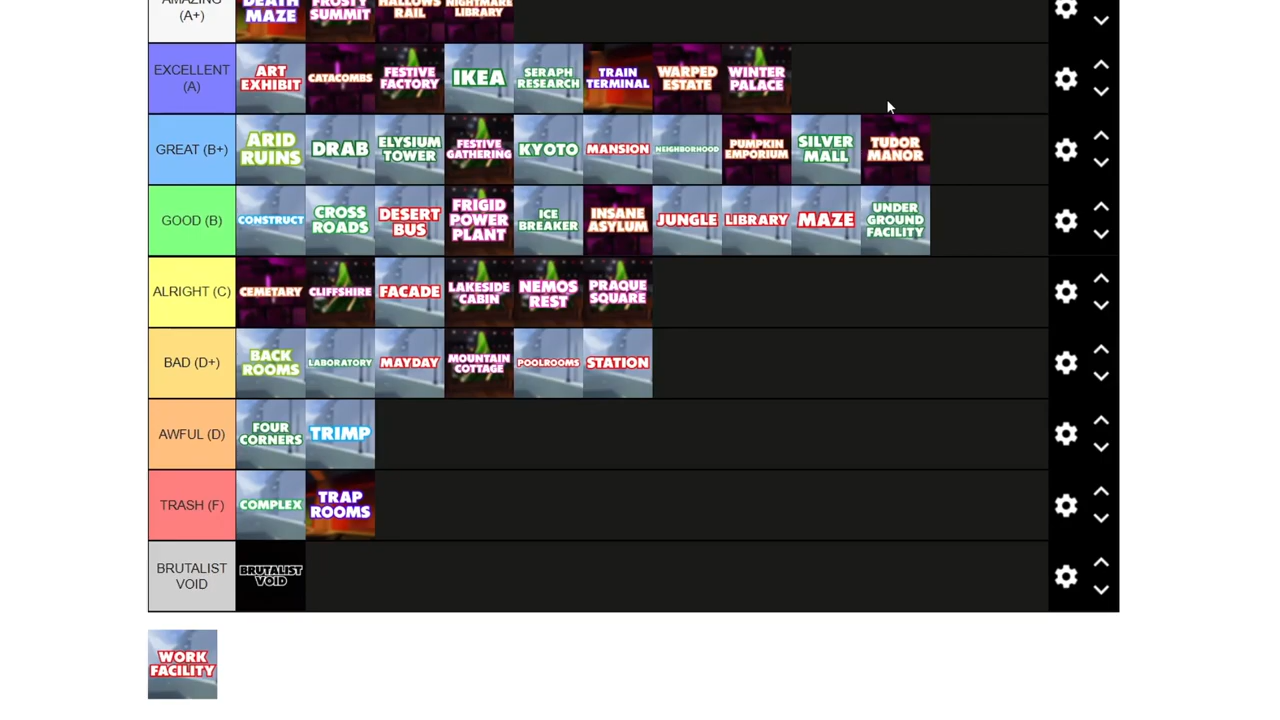 AMAZING
(A+)
DEATH
MAZE
FROSTY
SUMMIT
HALLOWS
RAIL
NIGHTMARE
LIBRARY
EXCELLENT
(A)
ART
EXHIBIT
CATACOMBS
FESTIVE
FACTORY
IKEA
SERAPH
RESEARCH
TRAIN
TERMINAL
WARPED
ESTATE
WINTER
PALACE
GREAT (B+)
ARID
RUINS
DRAB
ELYSIUM
TOWER
FESTIVE
GATHERING
KYOTO
MANSION
NEIGHBORHOOD
PUMPKIN
EMPORIUM
SILVER
MALL
TUDOR
MANOR
GOOD (B)
CONSTRUCT
CROSS
ROADS
DESERT
BUS
FRIGID
POWER
PLANT
ICE
BREAKER
INSANE
ASYLUM
JUNGLE
LIBRARY
MAZE
UNDER
GROUND
FACILITY
ALRIGHT (C)
CEMETARY
CLIFFSHIRE
FACADE
LAKESIDE
CABIN
NEMOS
REST
PRAQUE
SQUARE
BAD (D+)
BACK
ROOMS
LABORATORY
MAYDAY
MOUNTAIN
COTTAGE
POOLROOMS
STATION
AWFUL (D)
FOUR
CORNERS
TRIMP
TRASH (F)
COMPLEX
TRAP
ROOMS
BRUTALIST
VOID
BRUTALIST
VOID
WORK
FACILITY